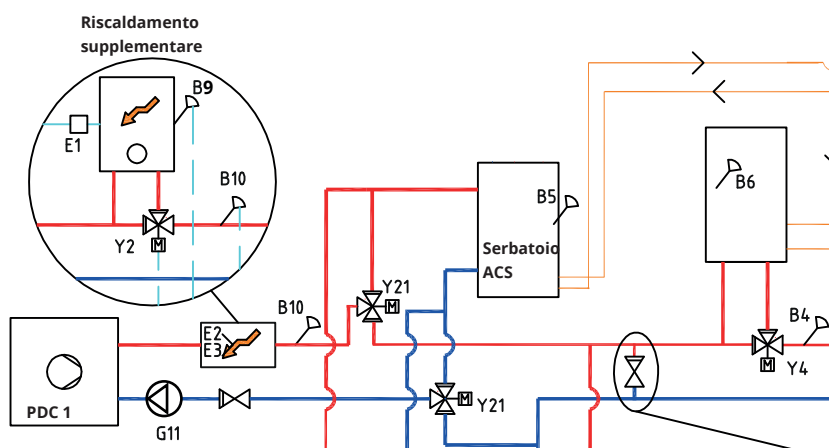 Riscaldamento
supplementare
B9
E1
B10
Y2
M
B5
B6
Serbatoio
ACS
Y21
M
B10
E2
E3
B4
Y4
M
PDC 1
G11
M
Y21